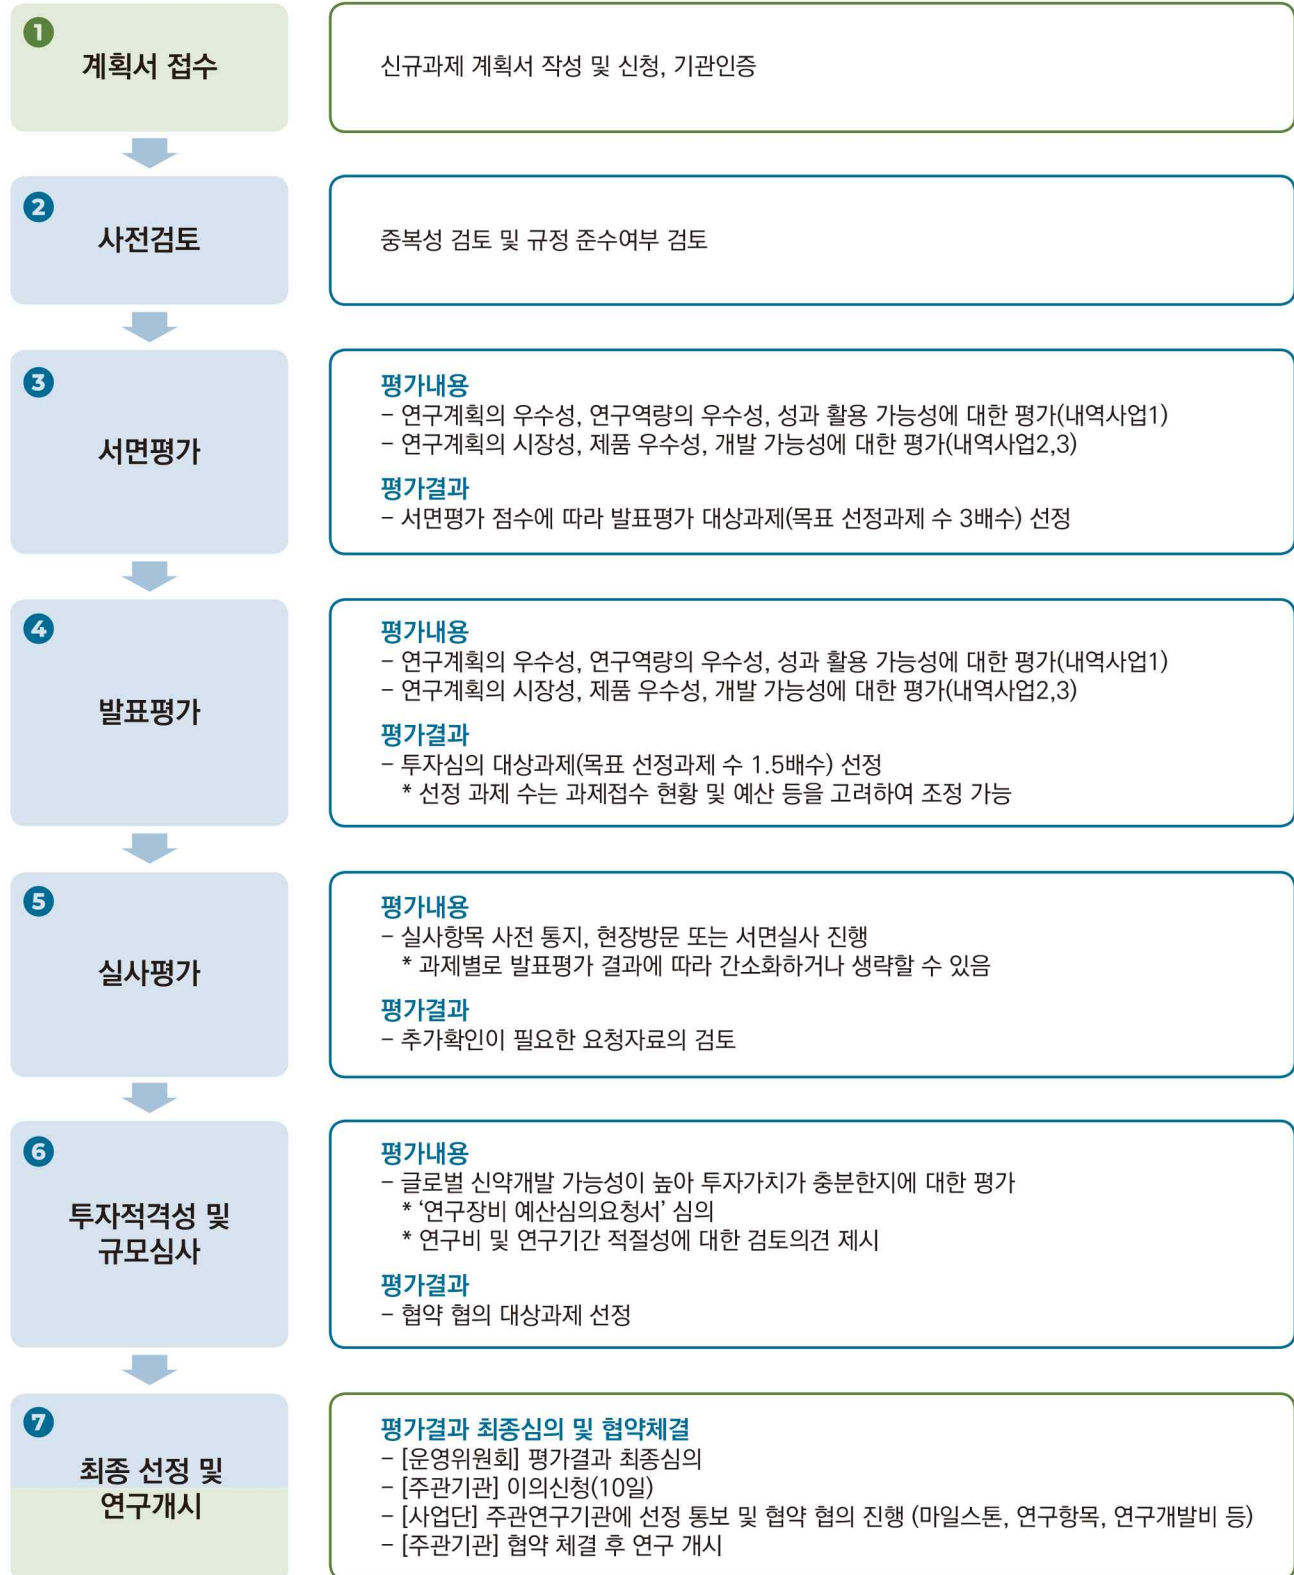 1
계획서 접수
신규과제 계획서 작성 및 신청, 기관인증
2
사전검토
중복성 검토 및 규정 준수여부 검토
3
서면평가
평가내용
– 연구계획의 우수성, 연구역량의 우수성, 성과 활용 가능성에 대한 평가(내역사업1)
– 연구계획의 시장성, 제품 우수성, 개발 가능성에 대한 평가(내역사업2,3)
평가결과
– 서면평가 점수에 따라 발표평가 대상과제(목표 선정과제 수 3배수) 선정
4
발표평가
평가내용
– 연구계획의 우수성, 연구역량의 우수성, 성과 활용 가능성에 대한 평가(내역사업1)
– 연구계획의 시장성, 제품 우수성, 개발 가능성에 대한 평가(내역사업2,3)
평가결과
– 투자심의 대상과제(목표 선정과제 수 1.5배수) 선정
* 선정 과제 수는 과제접수 현황 및 예산 등을 고려하여 조정 가능
5
실사평가
평가내용
– 실사항목 사전 통지, 현장방문 또는 서면실사 진행
* 과제별로 발표평가 결과에 따라 간소화하거나 생략할 수 있음
평가결과
– 추가확인이 필요한 요청자료의 검토
6
투자적격성 및
규모심사
평가내용
– 글로벌 신약개발 가능성이 높아 투자가치가 충분한지에 대한 평가
* ‘연구장비 예산심의요청서’ 심의
* 연구비 및 연구기간 적절성에 대한 검토의견 제시
평가결과
– 협약 협의 대상과제 선정
7
최종 선정 및
연구개시
평가결과 최종심의 및 협약체결
– [운영위원회] 평가결과 최종심의
– [주관기관] 이의신청(10일)
– [사업단] 주관연구기관에 선정 통보 및 협약 협의 진행 (마일스톤, 연구항목, 연구개발비 등)
– [주관기관] 협약 체결 후 연구 개시